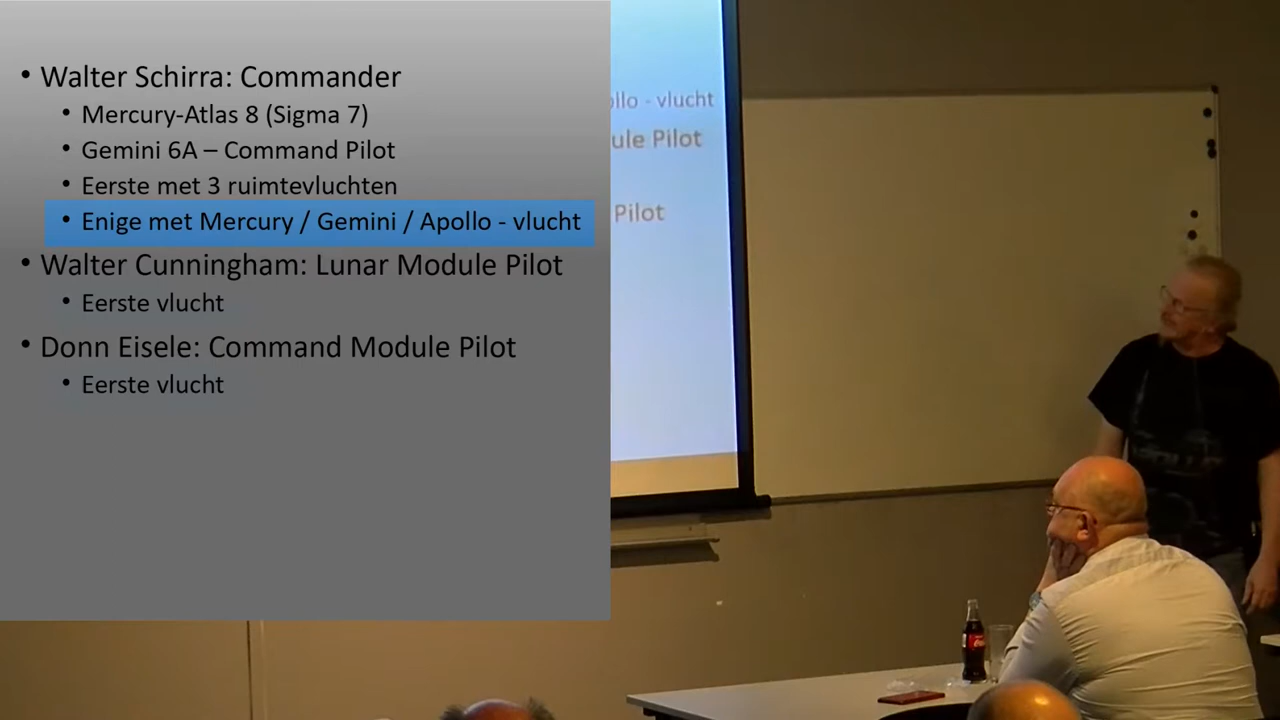 • Walter Schirra: Commander
• Mercury-Atlas 8 (Sigma 7)
• Gemini 6A – Command Pilot
• Eerste met 3 ruimtevluchten
• Enige met Mercury / Gemini / Apollo - vlucht
• Walter Cunningham: Lunar Module Pilot
• Eerste vlucht
• Donn Eisele: Command Module Pilot
• Eerste vlucht
ollo - vlucht
ule Pilot
Pilot